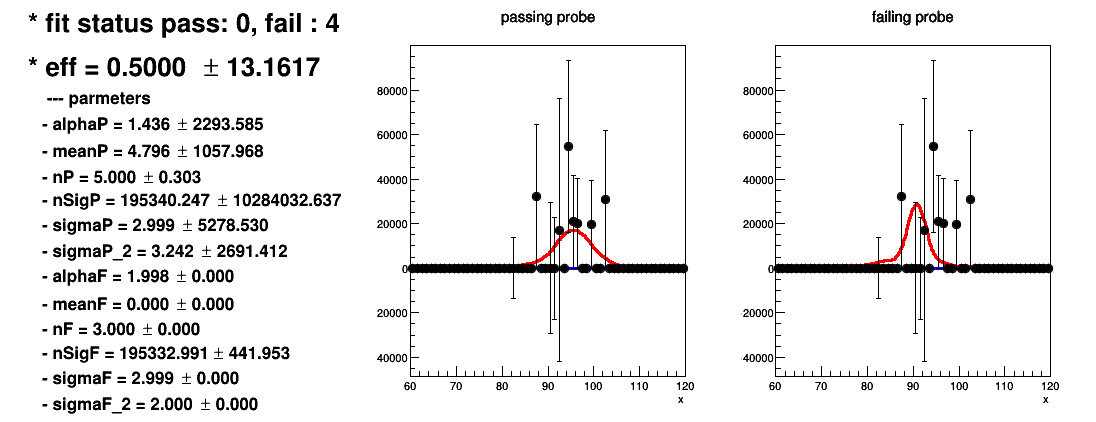 * fit status pass: 0, fail : 4
* eff = 0.5000 ± 13.1617
--- parmeters
- alphaP = 1.436 ± 2293.585
- meanP = 4.796 ± 1057.968
- nP = 5.000 ± 0.303
- nSigP = 195340.247 ± 10284032.637
- sigmaP = 2.999 ± 5278.530
- sigmaP_2 = 3.242 ± 2691.412
- alphaF = 1.998 ± 0.000
- meanF = 0.000 ± 0.000
- nF = 3.000 ± 0.000
- nSigF = 195332.991 ± 441.953
- sigmaF = 2.999 ± 0.000
- sigmaF_2 = 2.000 ± 0.000
passing probe
80000
60000
40000
20000
0
20000
40000
60 70 80 90 100 110 120
x
failing probe
80000
60000
40000
20000
0
20000
-40000
60 70 80 90 100 110 120
x